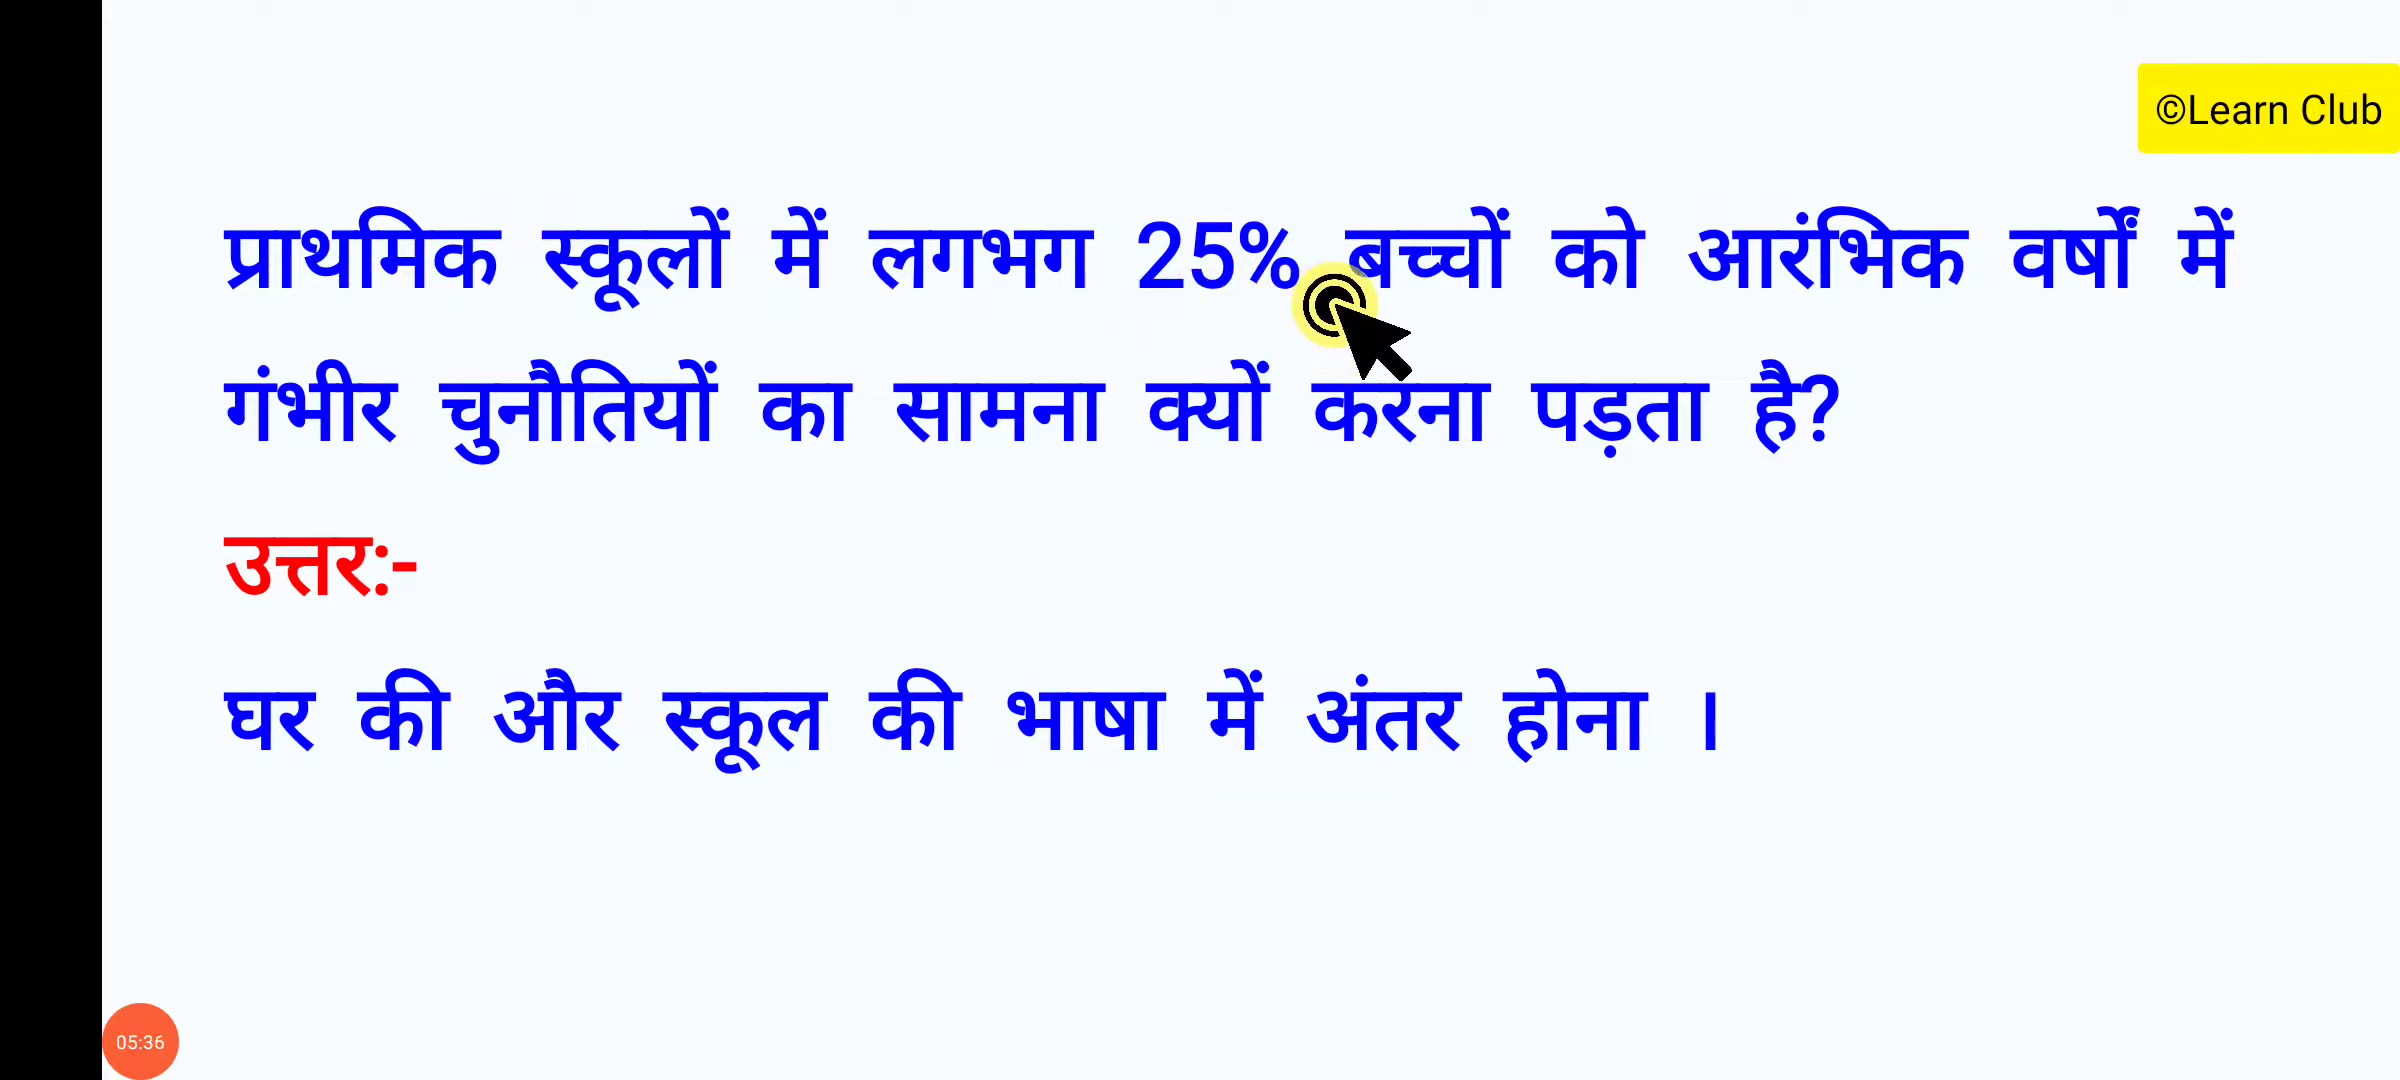 ©Learn Club
प्राथमिक स्कूलों में लगभग 25% बच्चों को आरंभिक वर्षों में
गंभीर चुनौतियों का सामना क्यों करना पड़ता है?
उत्तर:-
घर की और स्कूल की भाषा में अंतर होना ।
05:36